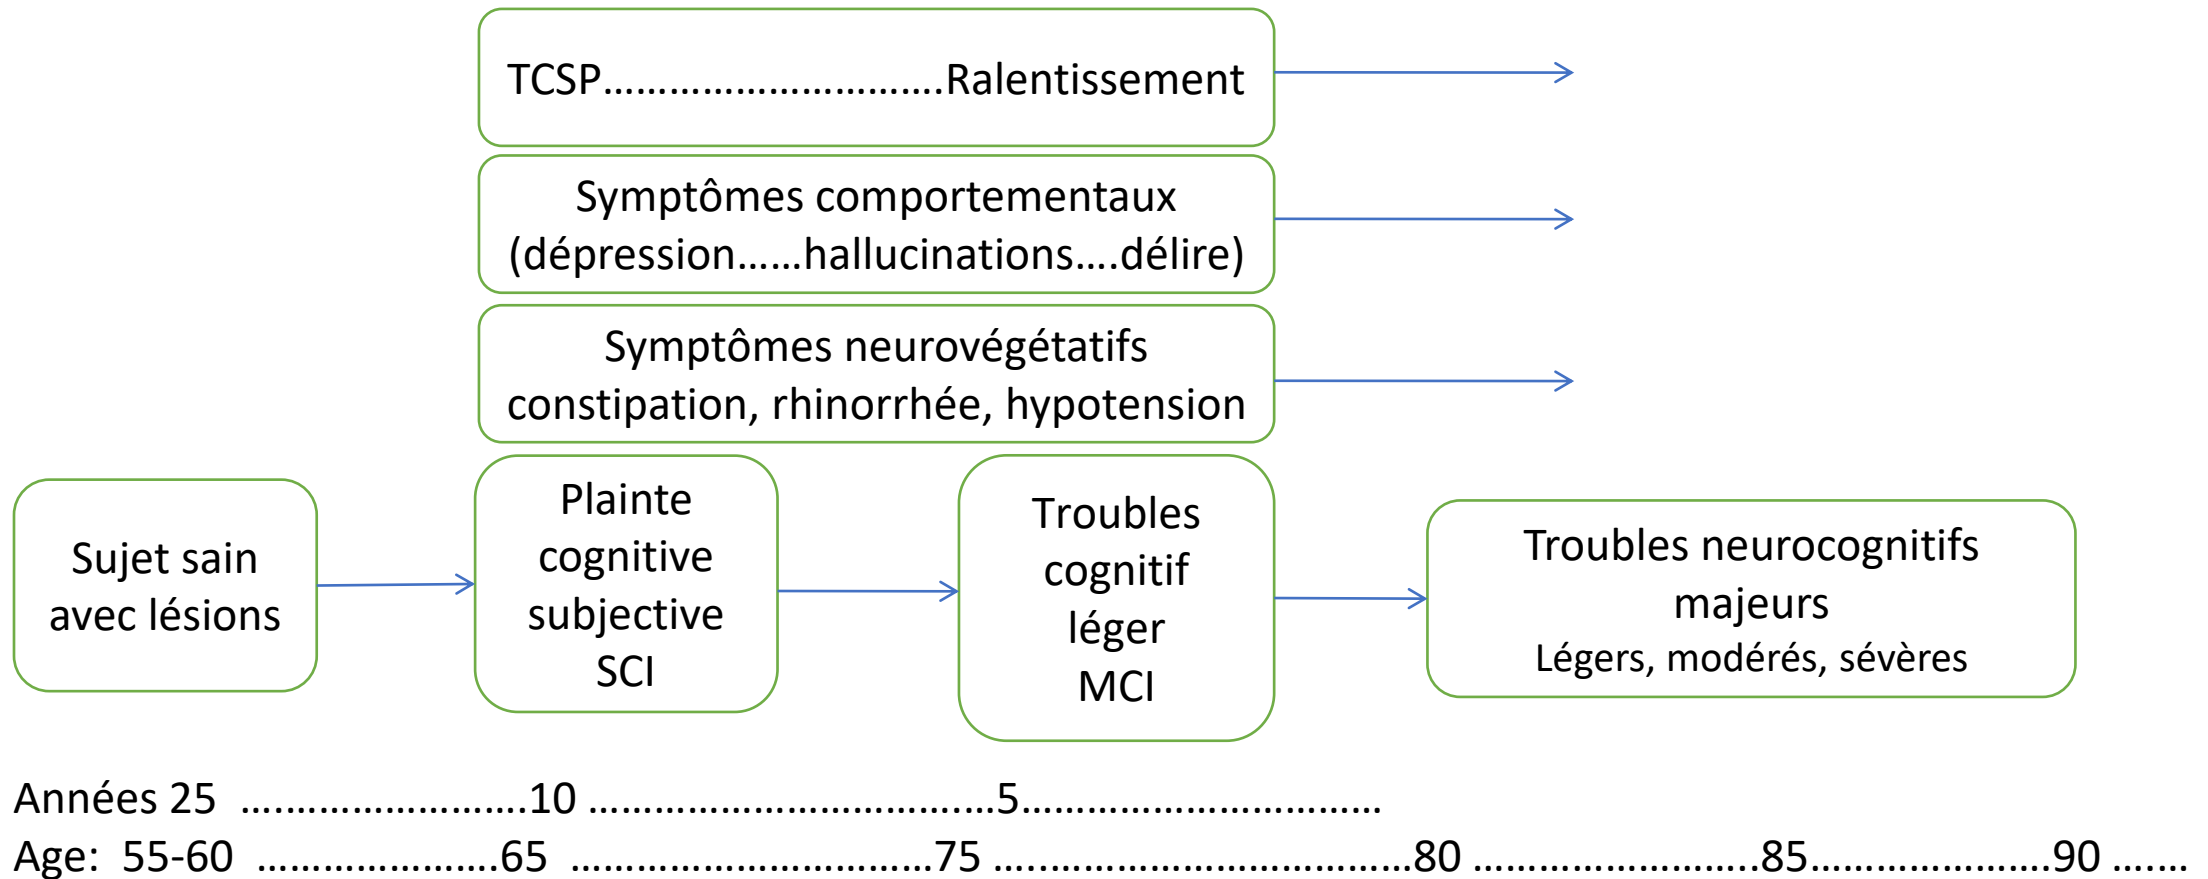 TCSP………………………….Ralentissement
Symptômes comportementaux
(dépression……hallucinations….délire)
Symptômes neurovégétatifs
constipation, rhinorrhée, hypotension
Sujet sain
avec lésions
Plainte
cognitive
subjective
SCI
Troubles
cognitif
léger
MCI
Troubles neurocognitifs
majeurs
Légers, modérés, sévères
Années 25 ….………………….10 ……………………………….…5……………………………
Age: 55-60 ………………….65 ……………………………75 …..……………………………80 ……………………..85………………….90 …….